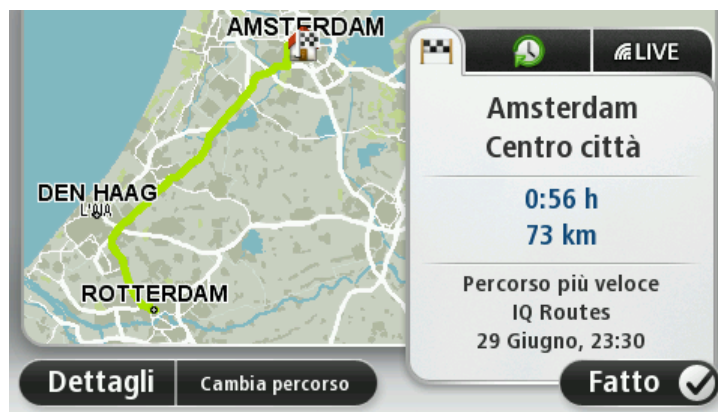 AMSTERDAM
DEN HAAG
L'AIA
ROTTERDAM
LIVE
Amsterdam
Centro città
0:56 h
73 km
Percorso più veloce
IQ Routes
29 Giugno, 23:30
Dettagli
Cambia percorso
Fatto